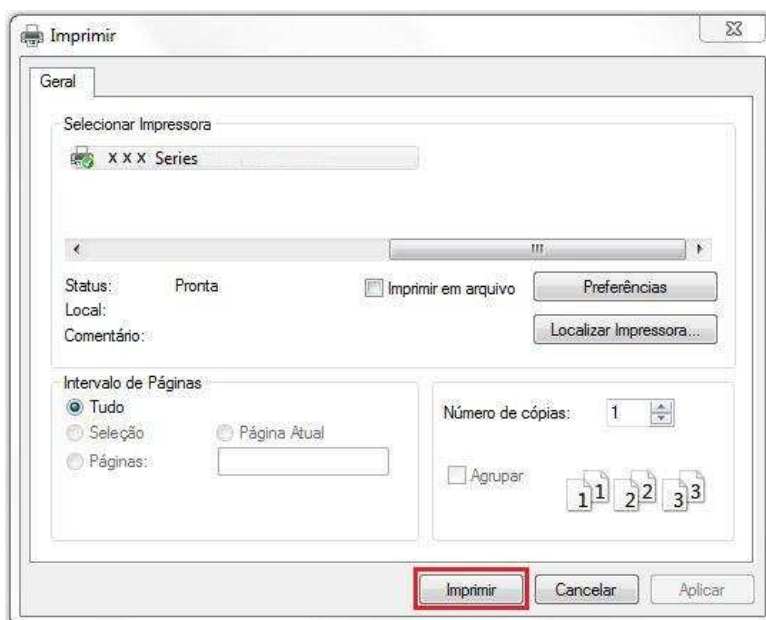 Imprimir
Geral
Selecionar Impressora
X X X Series
Status: Pronta
Imprimir em arquivo
Preferências
Local:
Localizar Impressora...
Comentário:
Intervalo de Páginas
Tudo
Seleção
Página Atual
Páginas:
Número de cópias: 1
Agrupar
1 1 2 2 3 3
Imprimir
Cancelar
Aplicar